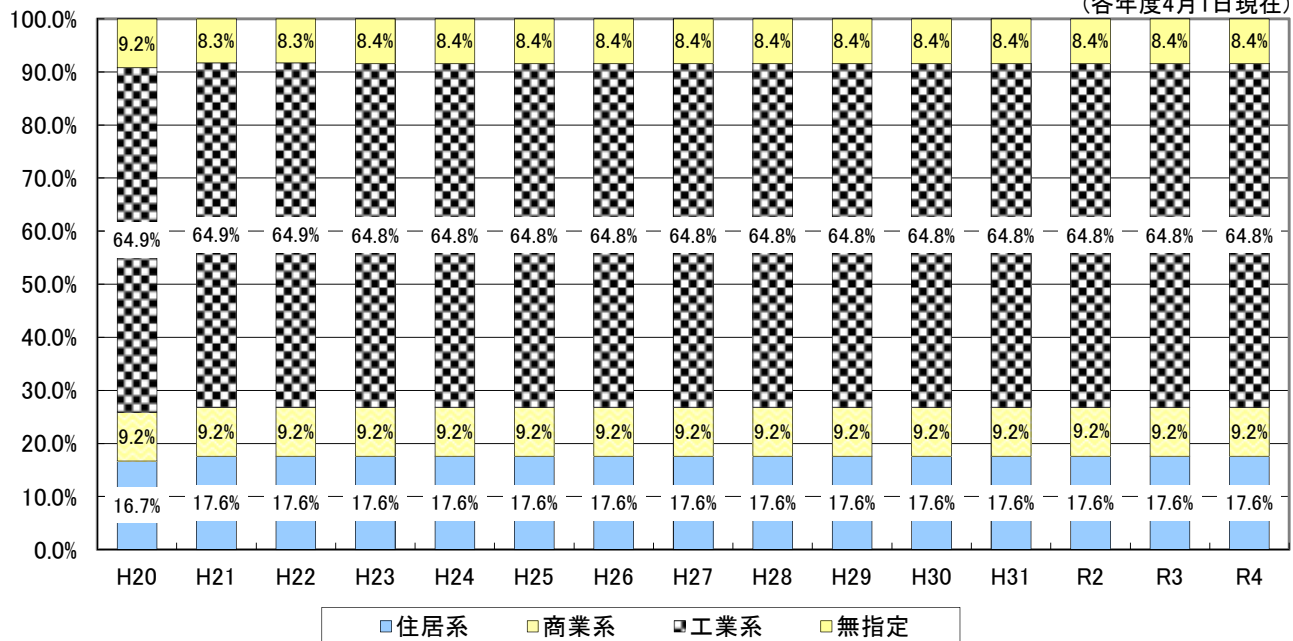 (各年度4月1日現在)
100.0%
90.0%
80.0%
70.0%
60.0%
50.0%
40.0%
30.0%
20.0%
10.0%
0.0%
9.2% 8.3% 8.3% 8.4% 8.4% 8.4% 8.4% 8.4% 8.4% 8.4% 8.4% 8.4% 8.4% 8.4% 8.4%
64.9% 64.9% 64.9% 64.8% 64.8% 64.8% 64.8% 64.8% 64.8% 64.8% 64.8% 64.8% 64.8% 64.8% 64.8%
9.2% 9.2% 9.2% 9.2% 9.2% 9.2% 9.2% 9.2% 9.2% 9.2% 9.2% 9.2% 9.2% 9.2% 9.2%
16.7% 17.6% 17.6% 17.6% 17.6% 17.6% 17.6% 17.6% 17.6% 17.6% 17.6% 17.6% 17.6% 17.6% 17.6%
H20 H21 H22 H23 H24 H25 H26 H27 H28 H29 H30 H31 R2 R3 R4
住居系 商業系 工業系 無指定